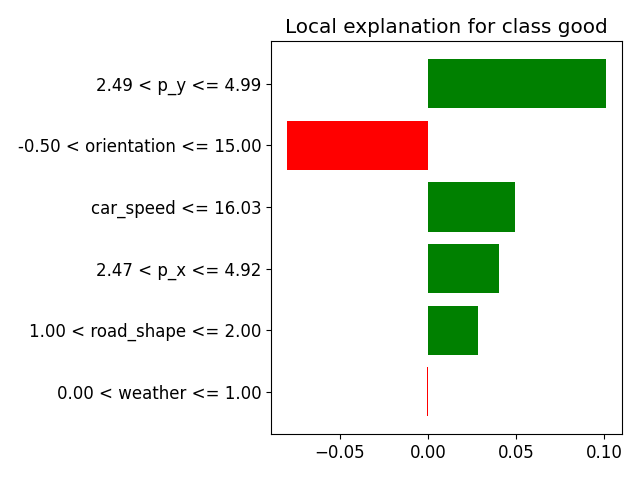 Local explanation for class good
2.49 < p_y <= 4.99
-0.50 < orientation <= 15.00
car_speed <= 16.03
2.47 < p_x <= 4.92
1.00 < road_shape <= 2.00
0.00 < weather <= 1.00
−0.05 0.00 0.05 0.10